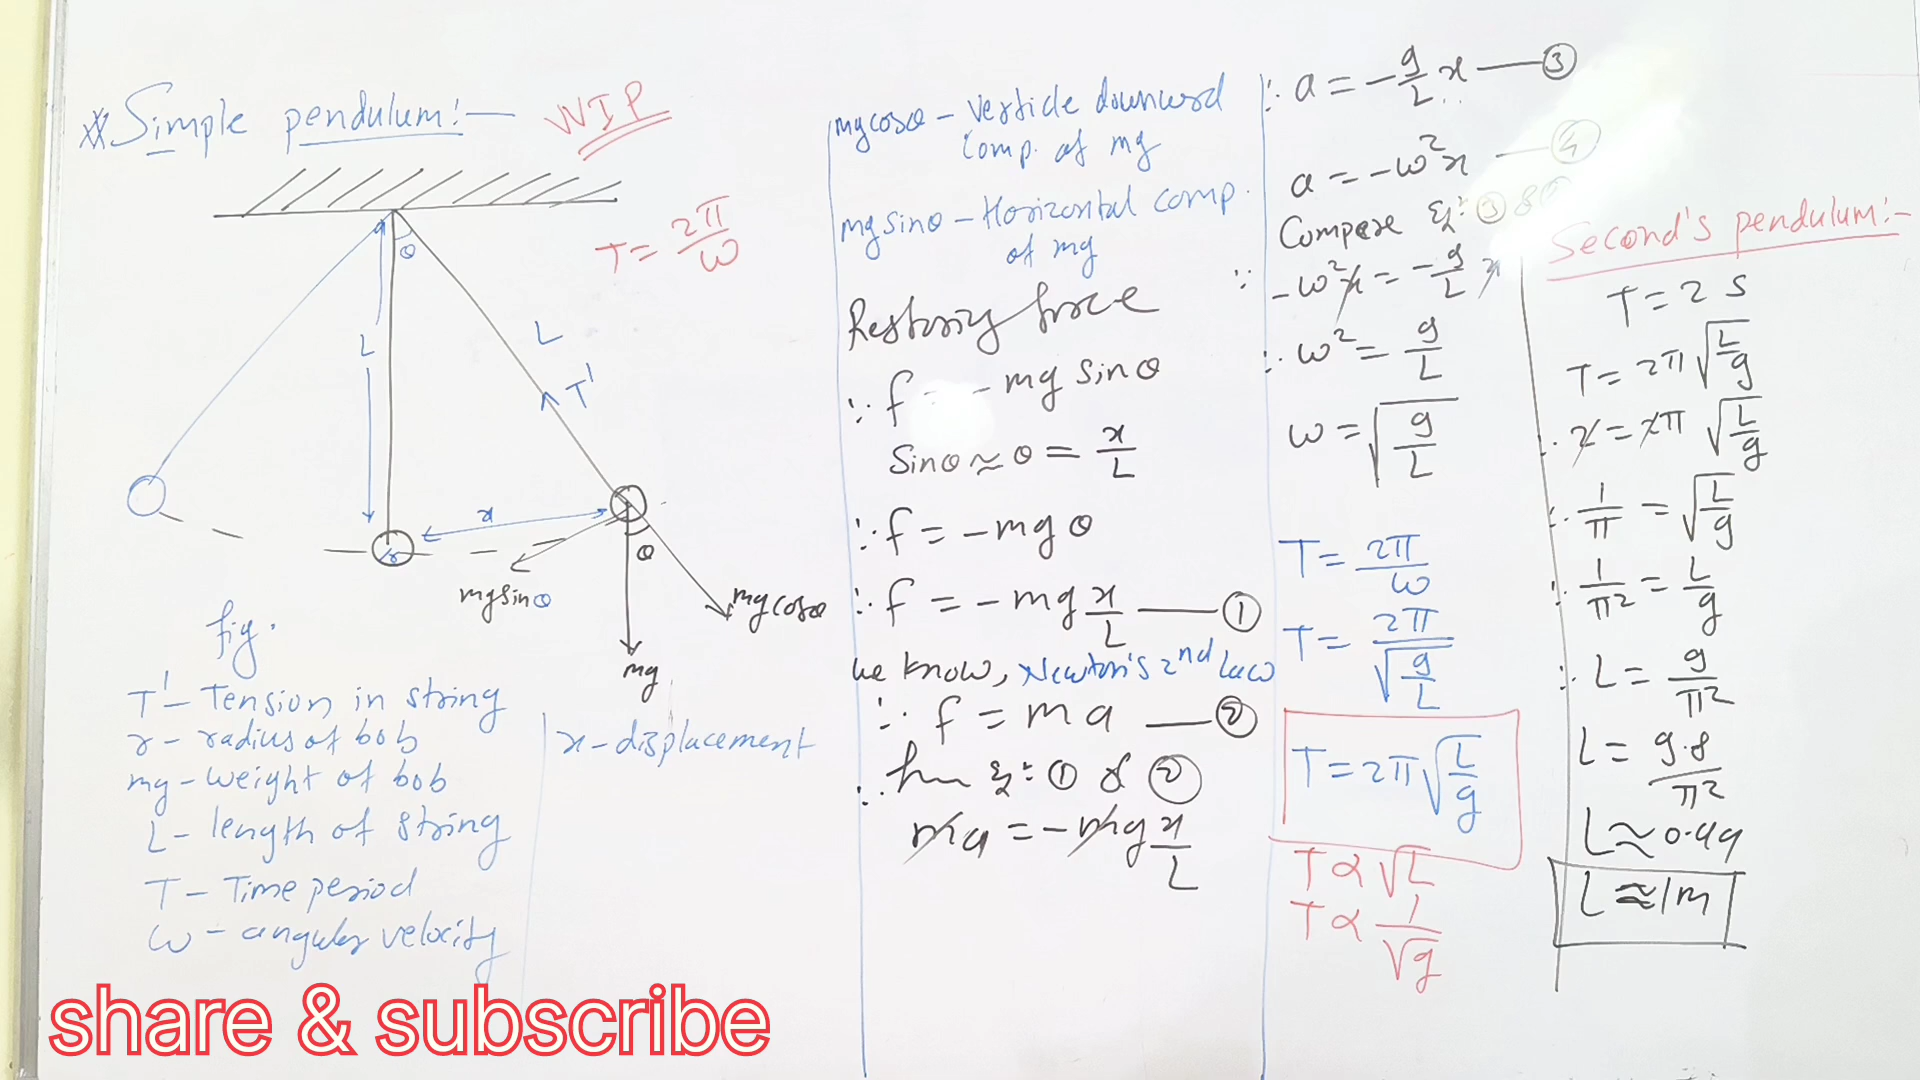 ※ Simple pendulum:— VVIP
T = 2π/ω
θ
L
L
T'
x
r
θ
mg sinθ
mg cosθ
mg
fig.
T' – Tension in string
r – radius of bob
mg – weight of bob
L – length of string
T – Time period
ω – angular velocity
x – displacement
mg cosθ – Verticle downword
Comp. of mg
mg sinθ – Horizontal comp.
of mg
Restoring force
∵ f = – mg sinθ
Sinθ ≈ θ = x/L
∴ f = – mg θ
∴ f = – mg x/L —— ①
we know, Newton's 2nd law
∵ f = ma —— ②
∴ from Eq: ① & ②
ma = – mg x/L
∴ a = – g/L x —— ③
a = – ω²x —— ④
Compare Eq: ③ &
∵ – ω²x = – g/L x
∴ ω² = g/L
ω = √(g/L)
T = 2π/ω
T = 2π/√(g/L)
T = 2π√(L/g)
T ∝ √L
T ∝ 1/√g
Second's pendulum:—
T = 2 s
T = 2π√(L/g)
∴ 2 = 2π√(L/g)
∴ 1/π = √(L/g)
∴ 1/π² = L/g
∴ L = g/π²
L = 9.8/π²
L ≈ 0.99
L ≈ 1m
share & subscribe